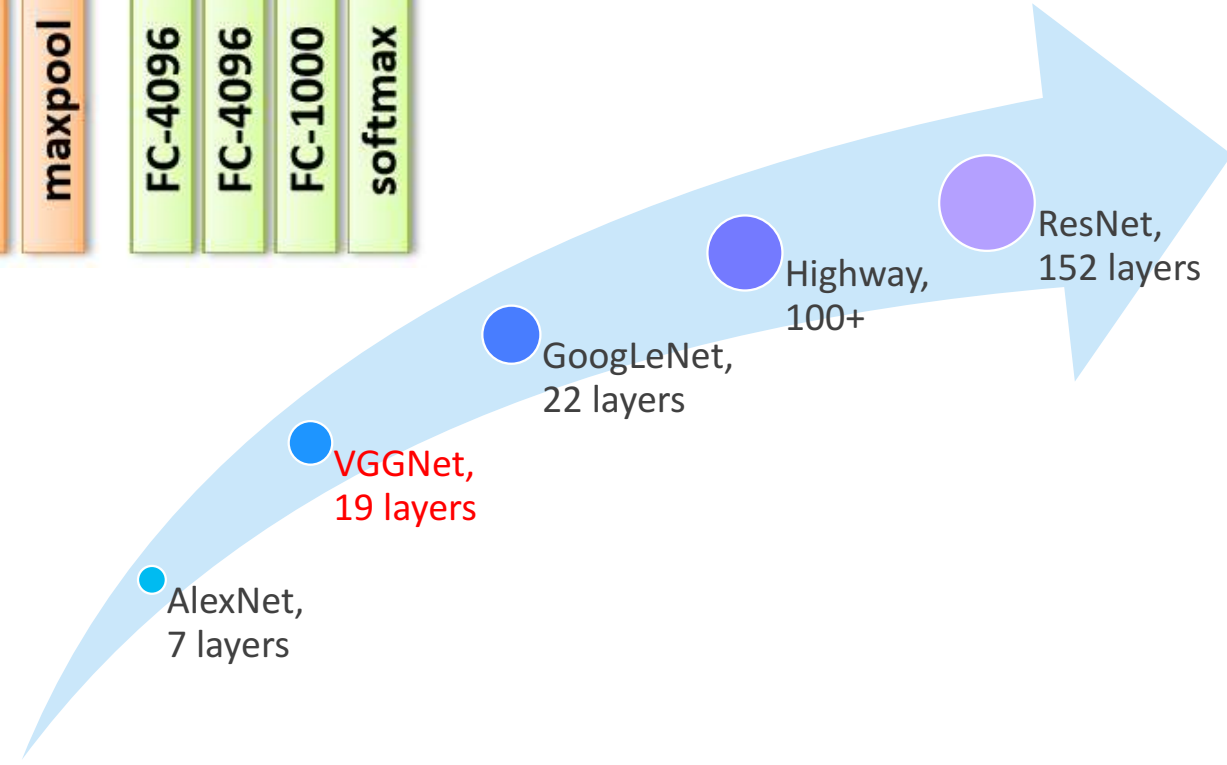 maxpool
FC-4096
FC-4096
FC-1000
softmax
ResNet,
152 layers
Highway,
100+
GoogLeNet,
22 layers
VGGNet,
19 layers
AlexNet,
7 layers